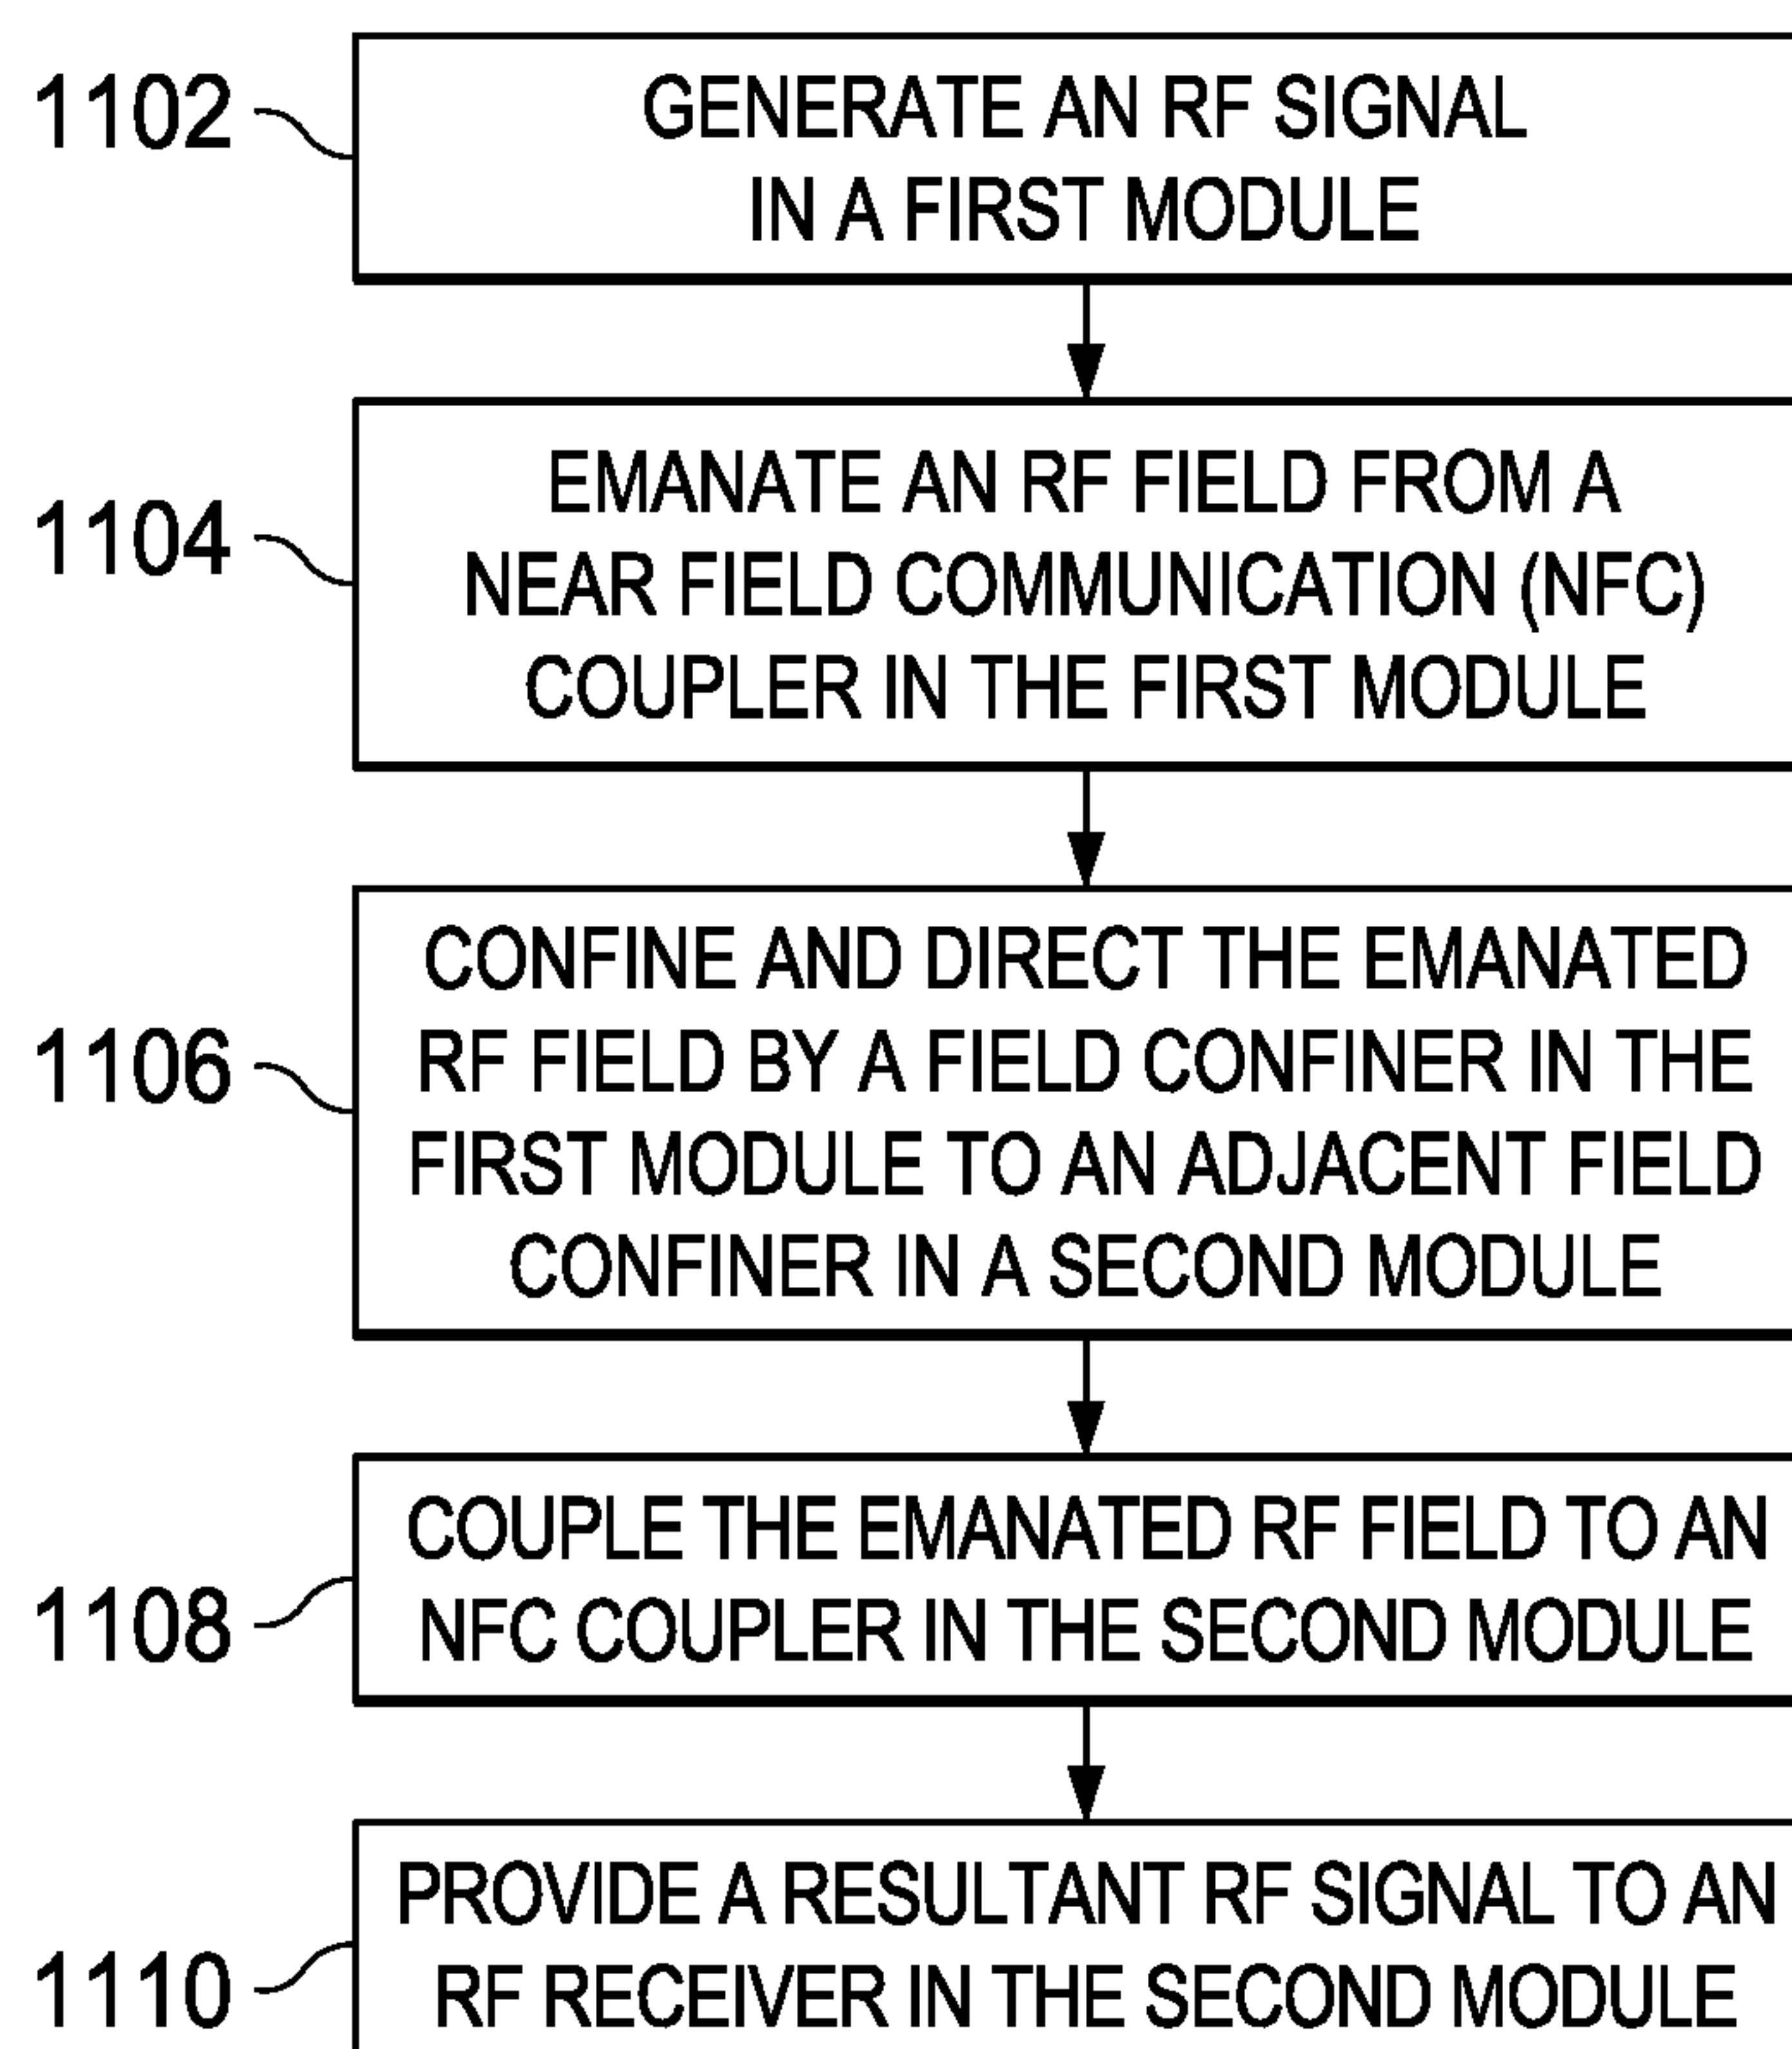 1102
GENERATE AN RF SIGNAL
IN A FIRST MODULE
1104
EMANATE AN RF FIELD FROM A
NEAR FIELD COMMUNICATION (NFC)
COUPLER IN THE FIRST MODULE
1106
CONFINE AND DIRECT THE EMANATED
RF FIELD BY A FIELD CONFINER IN THE
FIRST MODULE TO AN ADJACENT FIELD
CONFINER IN A SECOND MODULE
1108
COUPLE THE EMANATED RF FIELD TO AN
NFC COUPLER IN THE SECOND MODULE
1110
PROVIDE A RESULTANT RF SIGNAL TO AN
RF RECEIVER IN THE SECOND MODULE